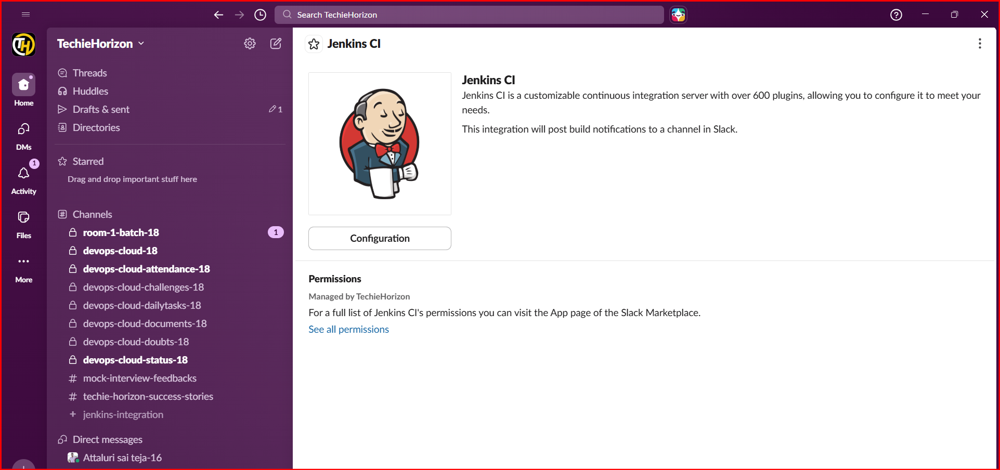 Search TechieHorizon
TH
Home
DMs
1
Activity
Files
More
TechieHorizon
Threads
Huddles
Drafts & sent
1
Directories
Starred
Drag and drop important stuff here
Channels
room-1-batch-18
1
devops-cloud-18
devops-cloud-attendance-18
devops-cloud-challenges-18
devops-cloud-dailytasks-18
devops-cloud-documents-18
devops-cloud-doubts-18
devops-cloud-status-18
# mock-interview-feedbacks
# techie-horizon-success-stories
+ jenkins-integration
Direct messages
Attaluri sai teja-16
Jenkins CI
Jenkins CI
Jenkins CI is a customizable continuous integration server with over 600 plugins, allowing you to configure it to meet your
needs.
This integration will post build notifications to a channel in Slack.
Configuration
Permissions
Managed by TechieHorizon
For a full list of Jenkins CI's permissions you can visit the App page of the Slack Marketplace.
See all permissions